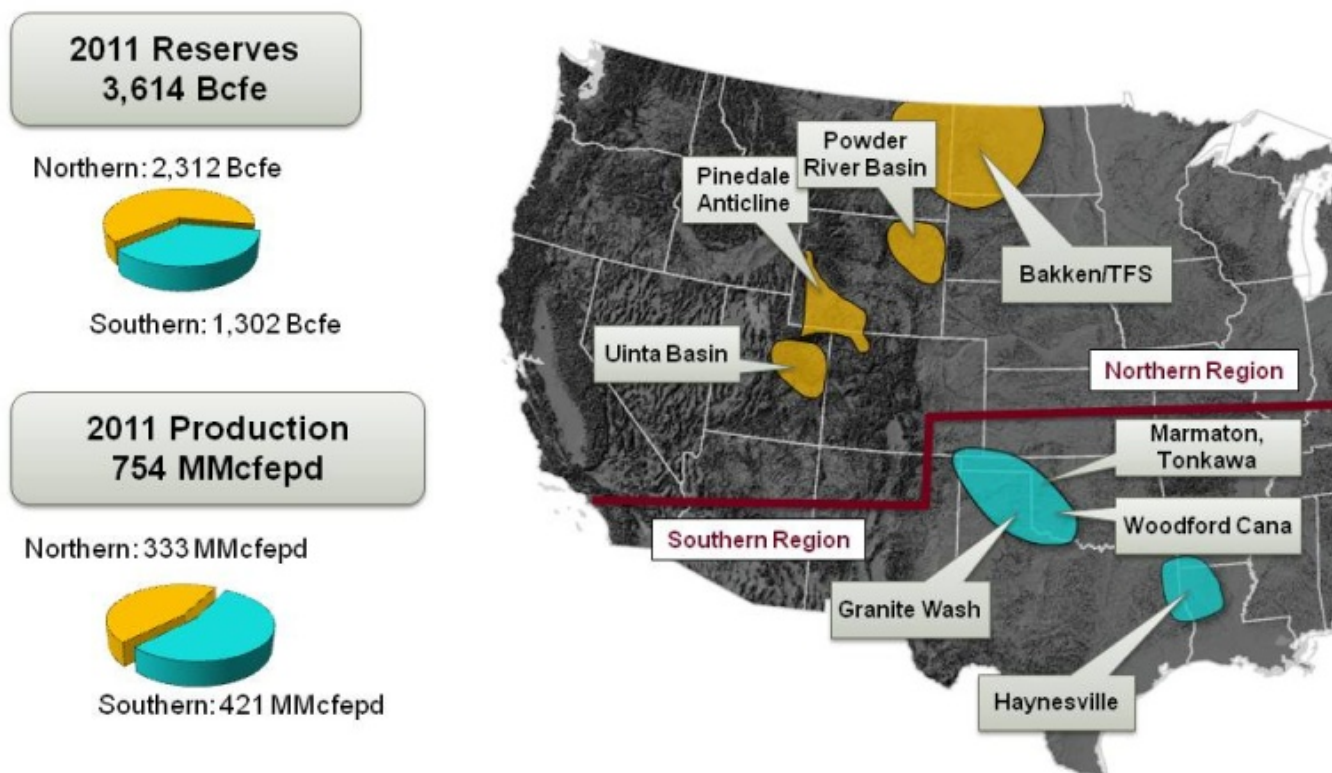 2011 Reserves
3,614 Bcfe
Northern: 2,312 Bcfe
Southern: 1,302 Bcfe
2011 Production
754 MMcfepd
Northern: 333 MMcfepd
Southern: 421 MMcfepd
Powder
River Basin
Pinedale
Anticline
Bakken/TFS
Uinta Basin
Northern Region
Marmaton,
Tonkawa
Southern Region
Woodford Cana
Granite Wash
Haynesville